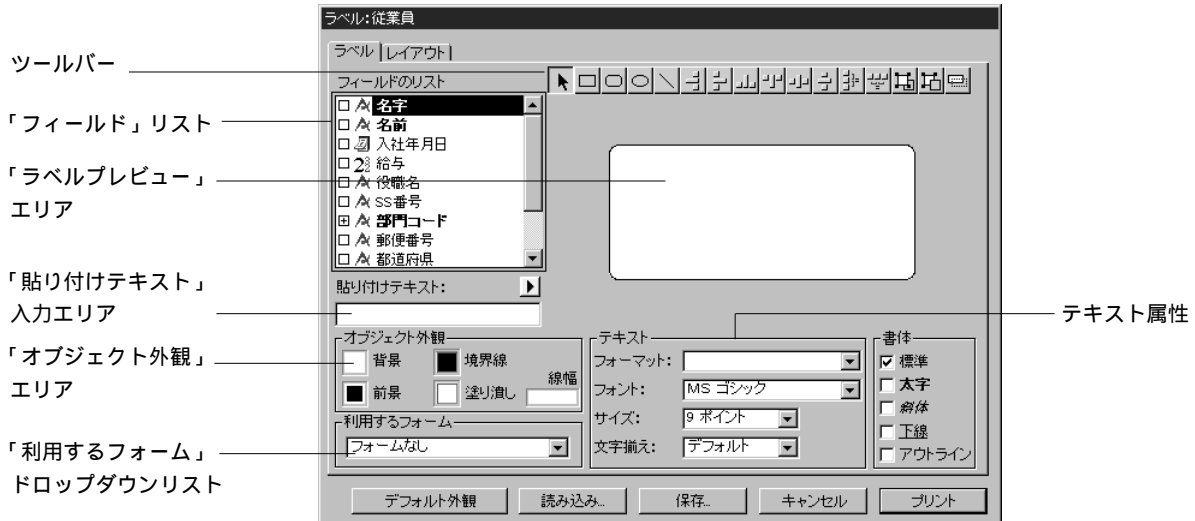 ラベル:従業員
ラベル
レイアウト
ツールバー
フィールドのリスト
「フィールド」リスト
名字
名前
入社年月日
給与
役職名
SS番号
部門コード
郵便番号
都道府県
「ラベルプレビュー」
エリア
「貼り付けテキスト」
入力エリア
貼り付けテキスト:
テキスト属性
「オブジェクト外観」
エリア
オブジェクト外観
背景
境界線
前景
塗り潰し
線幅
テキスト
フォーマット:
フォント:
MS ゴシック
サイズ:
9 ポイント
文字揃え:
デフォルト
書体
標準
太字
斜体
下線
アウトライン
「利用するフォーム」
ドロップダウンリスト
利用するフォーム
フォームなし
デフォルト外観
読み込み...
保存...
キャンセル
プリント